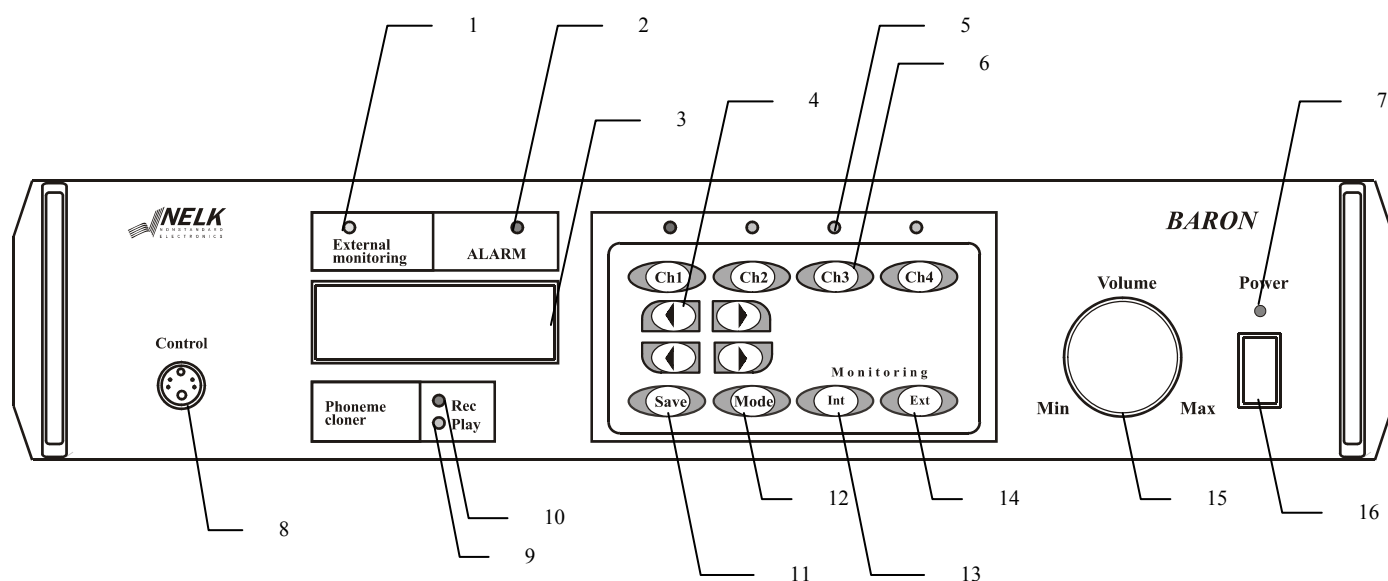 1
2
3
4
5
6
7
NELK
NONSTANDARD
ELECTRONICS
External
monitoring
ALARM
BARON
Ch1
Ch2
Ch3
Ch4
Volume
Power
Control
Monitoring
Phoneme
cloner
Rec
Play
Save
Mode
Int
Ext
Min
Max
8
9
10
11
12
13
14
15
16